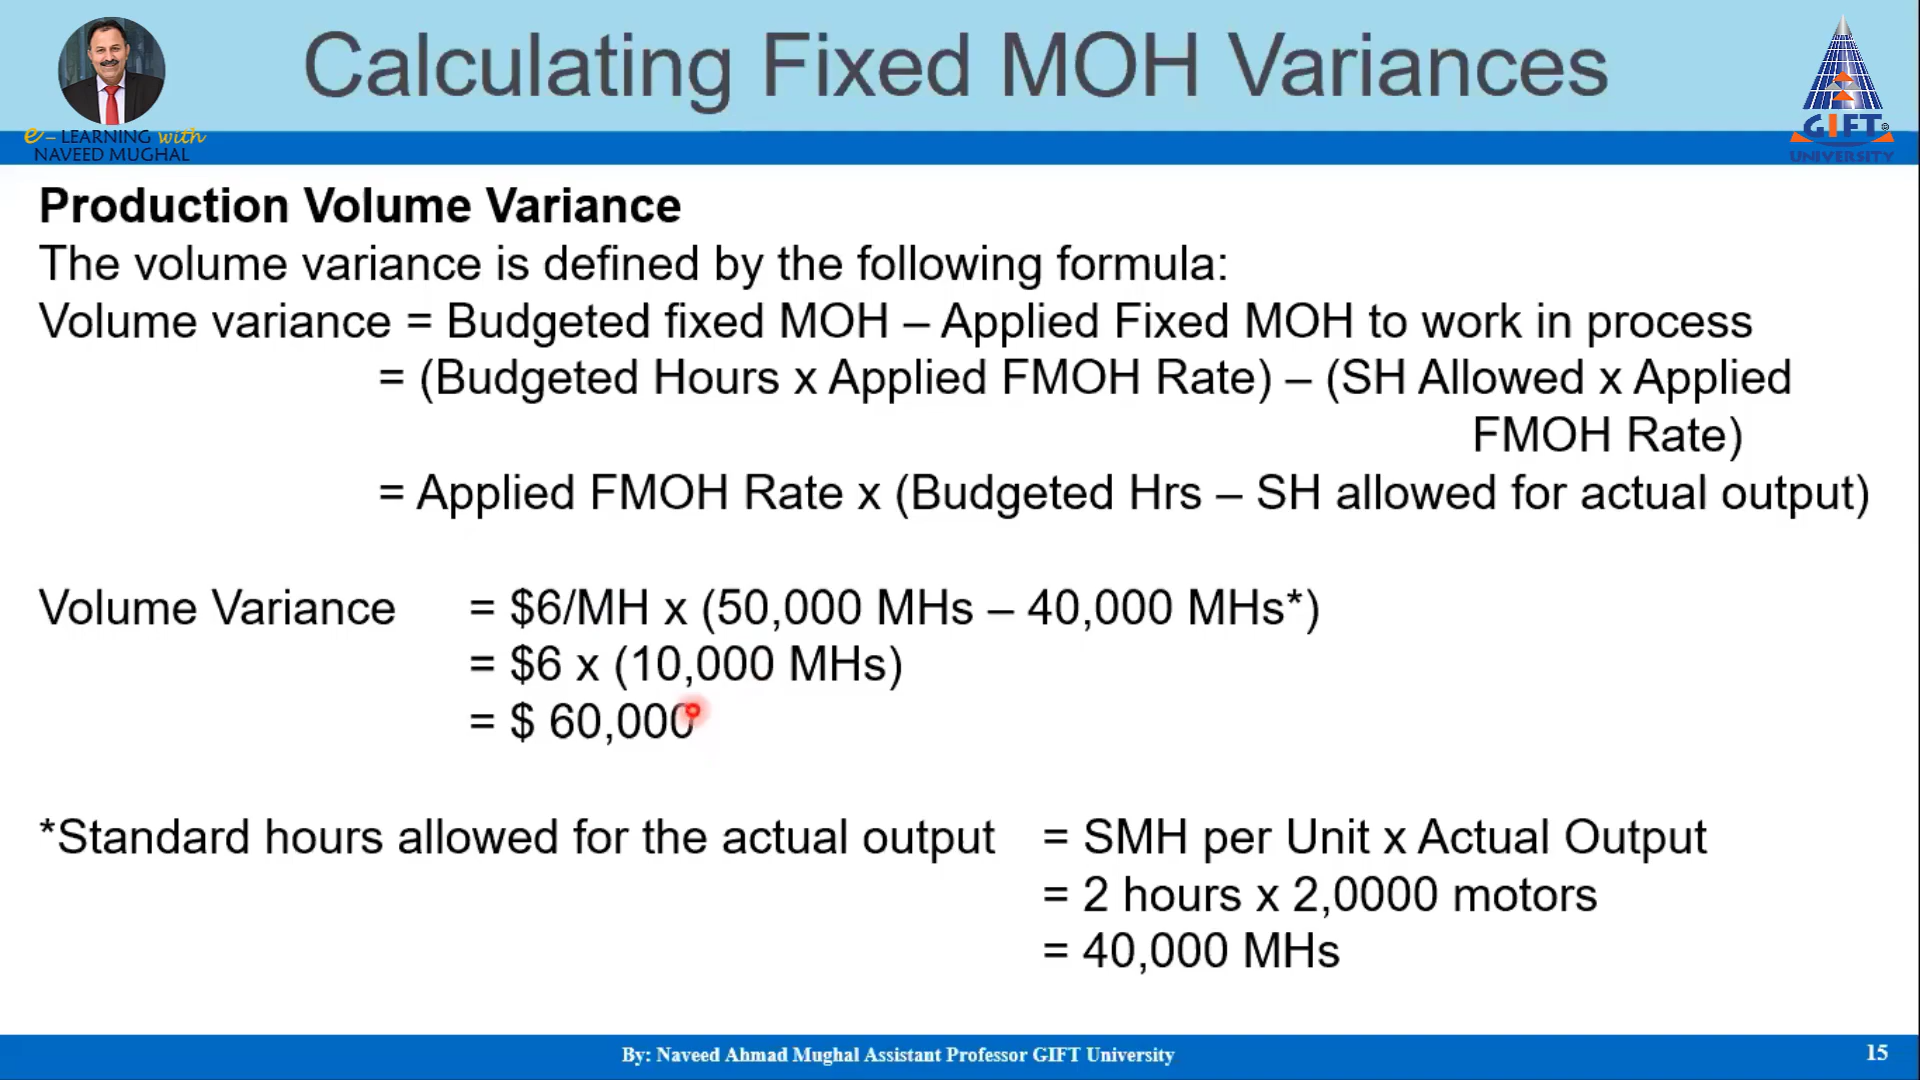 Calculating Fixed MOH Variances
e – LEARNING with
NAVEED MUGHAL
GIFT©
UNIVERSITY
Production Volume Variance
The volume variance is defined by the following formula:
Volume variance = Budgeted fixed MOH – Applied Fixed MOH to work in process
= (Budgeted Hours x Applied FMOH Rate) – (SH Allowed x Applied
FMOH Rate)
= Applied FMOH Rate x (Budgeted Hrs – SH allowed for actual output)
Volume Variance = $6/MH x (50,000 MHs – 40,000 MHs*)
= $6 x (10,000 MHs)
= $ 60,000
*Standard hours allowed for the actual output = SMH per Unit x Actual Output
= 2 hours x 2,0000 motors
= 40,000 MHs
By: Naveed Ahmad Mughal Assistant Professor GIFT University
15